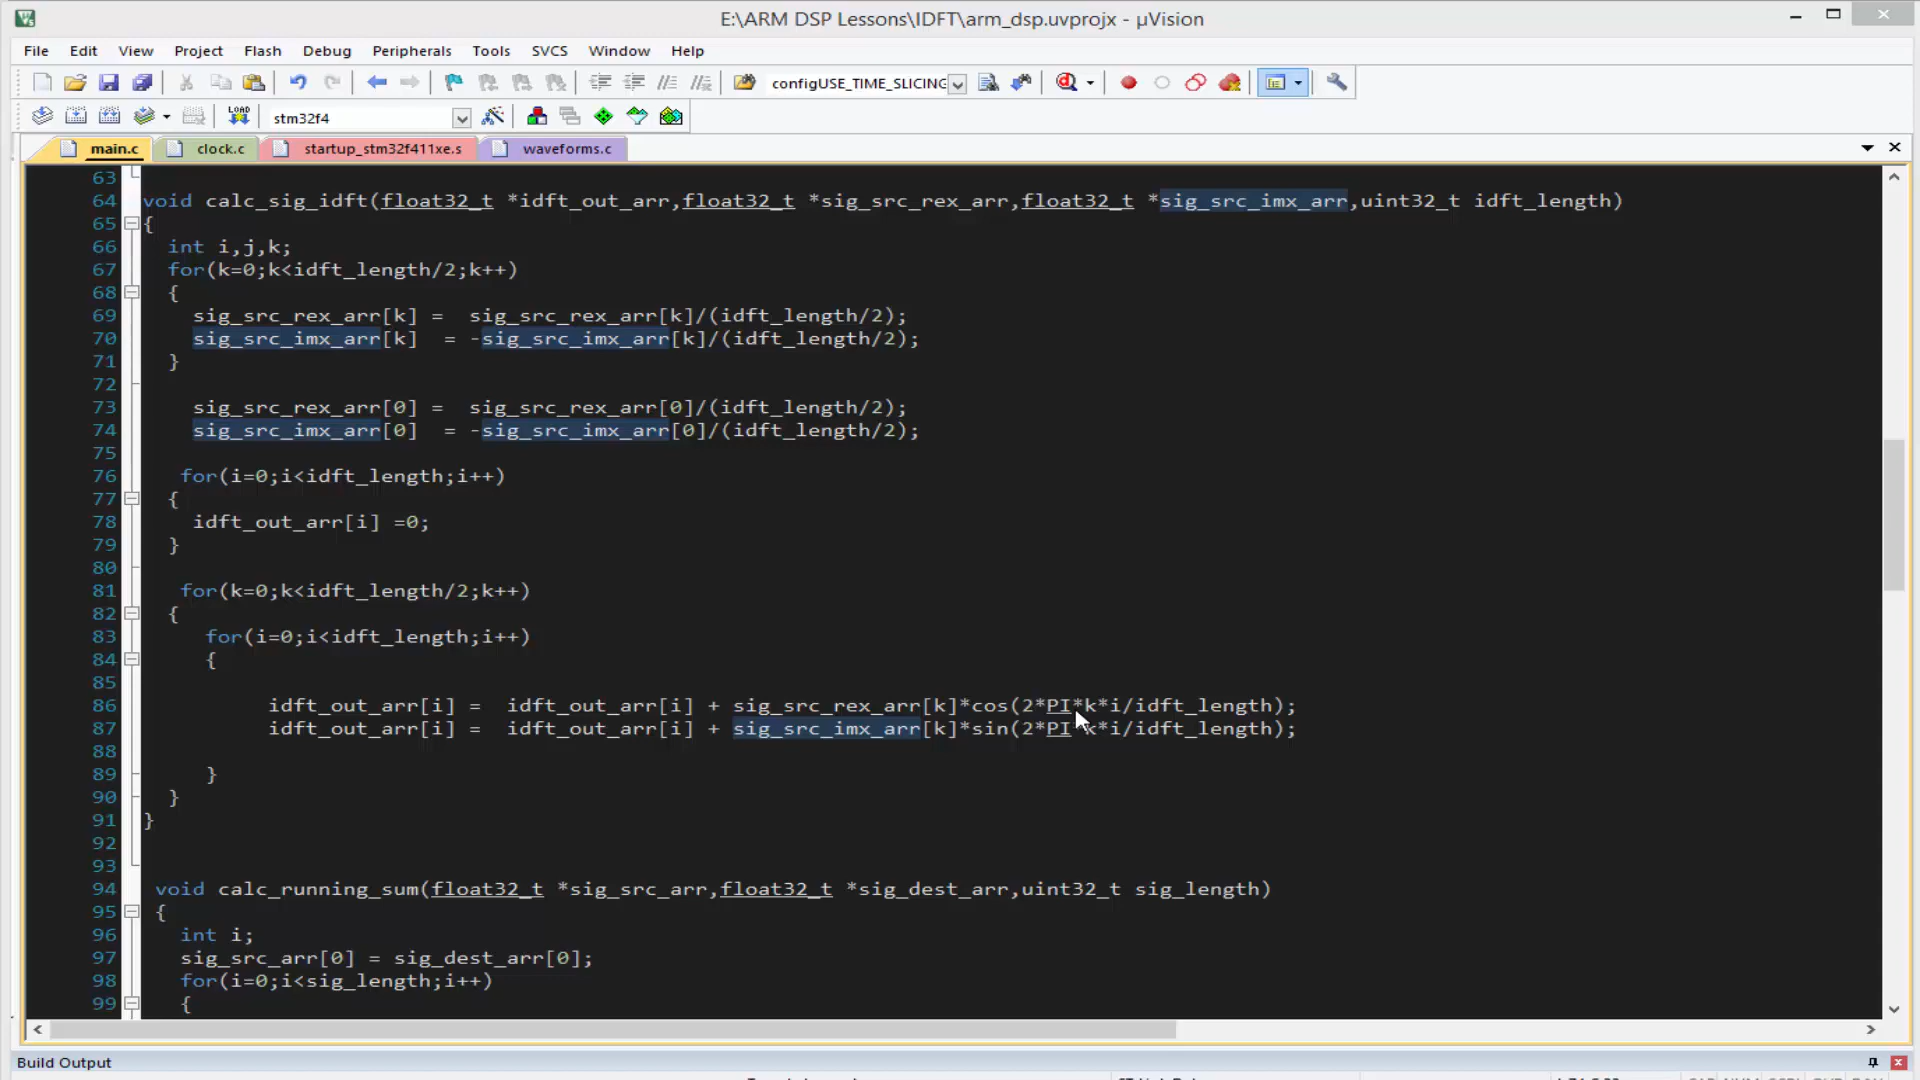 E:\ARM DSP Lessons\IDFT\arm_dsp.uvprojx - µVision
File Edit View Project Flash Debug Peripherals Tools SVCS Window Help
configUSE_TIME_SLICING
LOAD stm32f4
main.c clock.c startup_stm32f411xe.s waveforms.c
63
64 void calc_sig_idft(float32_t *idft_out_arr,float32_t *sig_src_rex_arr,float32_t *sig_src_imx_arr,uint32_t idft_length)
65 {
66 int i,j,k;
67 for(k=0;k<idft_length/2;k++)
68 {
69 sig_src_rex_arr[k] = sig_src_rex_arr[k]/(idft_length/2);
70 sig_src_imx_arr[k] = -sig_src_imx_arr[k]/(idft_length/2);
71 }
72
73 sig_src_rex_arr[0] = sig_src_rex_arr[0]/(idft_length/2);
74 sig_src_imx_arr[0] = -sig_src_imx_arr[0]/(idft_length/2);
75
76 for(i=0;i<idft_length;i++)
77 {
78 idft_out_arr[i] =0;
79 }
80
81 for(k=0;k<idft_length/2;k++)
82 {
83 for(i=0;i<idft_length;i++)
84 {
85
86 idft_out_arr[i] = idft_out_arr[i] + sig_src_rex_arr[k]*cos(2*PI*k*i/idft_length);
87 idft_out_arr[i] = idft_out_arr[i] + sig_src_imx_arr[k]*sin(2*PI*k*i/idft_length);
88
89 }
90 }
91 }
92
93
94 void calc_running_sum(float32_t *sig_src_arr,float32_t *sig_dest_arr,uint32_t sig_length)
95 {
96 int i;
97 sig_src_arr[0] = sig_dest_arr[0];
98 for(i=0;i<sig_length;i++)
99 {
Build Output